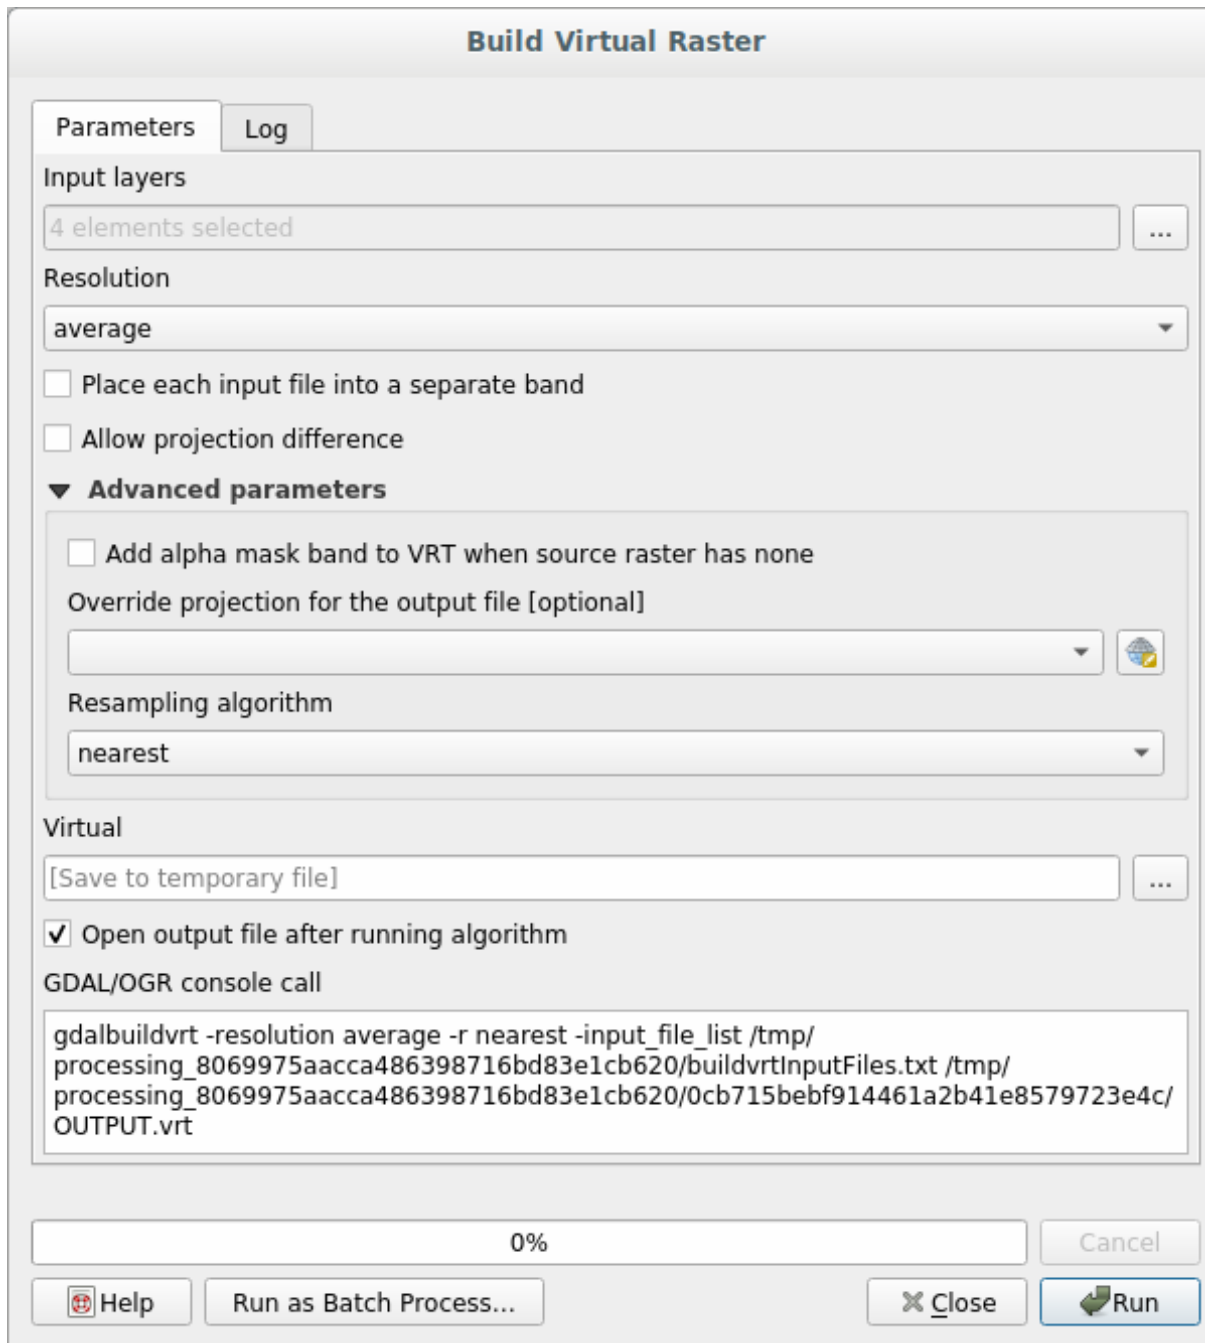 Build Virtual Raster
Parameters
Log
Input layers
4 elements selected
...
Resolution
average
Place each input file into a separate band
Allow projection difference
Advanced parameters
Add alpha mask band to VRT when source raster has none
Override projection for the output file [optional]
Resampling algorithm
nearest
Virtual
[Save to temporary file]
...
Open output file after running algorithm
GDAL/OGR console call
gdalbuildvrt -resolution average -r nearest -input_file_list /tmp/
processing_8069975aacca486398716bd83e1cb620/buildvrtInputFiles.txt /tmp/
processing_8069975aacca486398716bd83e1cb620/0cb715bebf914461a2b41e8579723e4c/
OUTPUT.vrt
0%
Cancel
Help
Run as Batch Process...
Close
Run